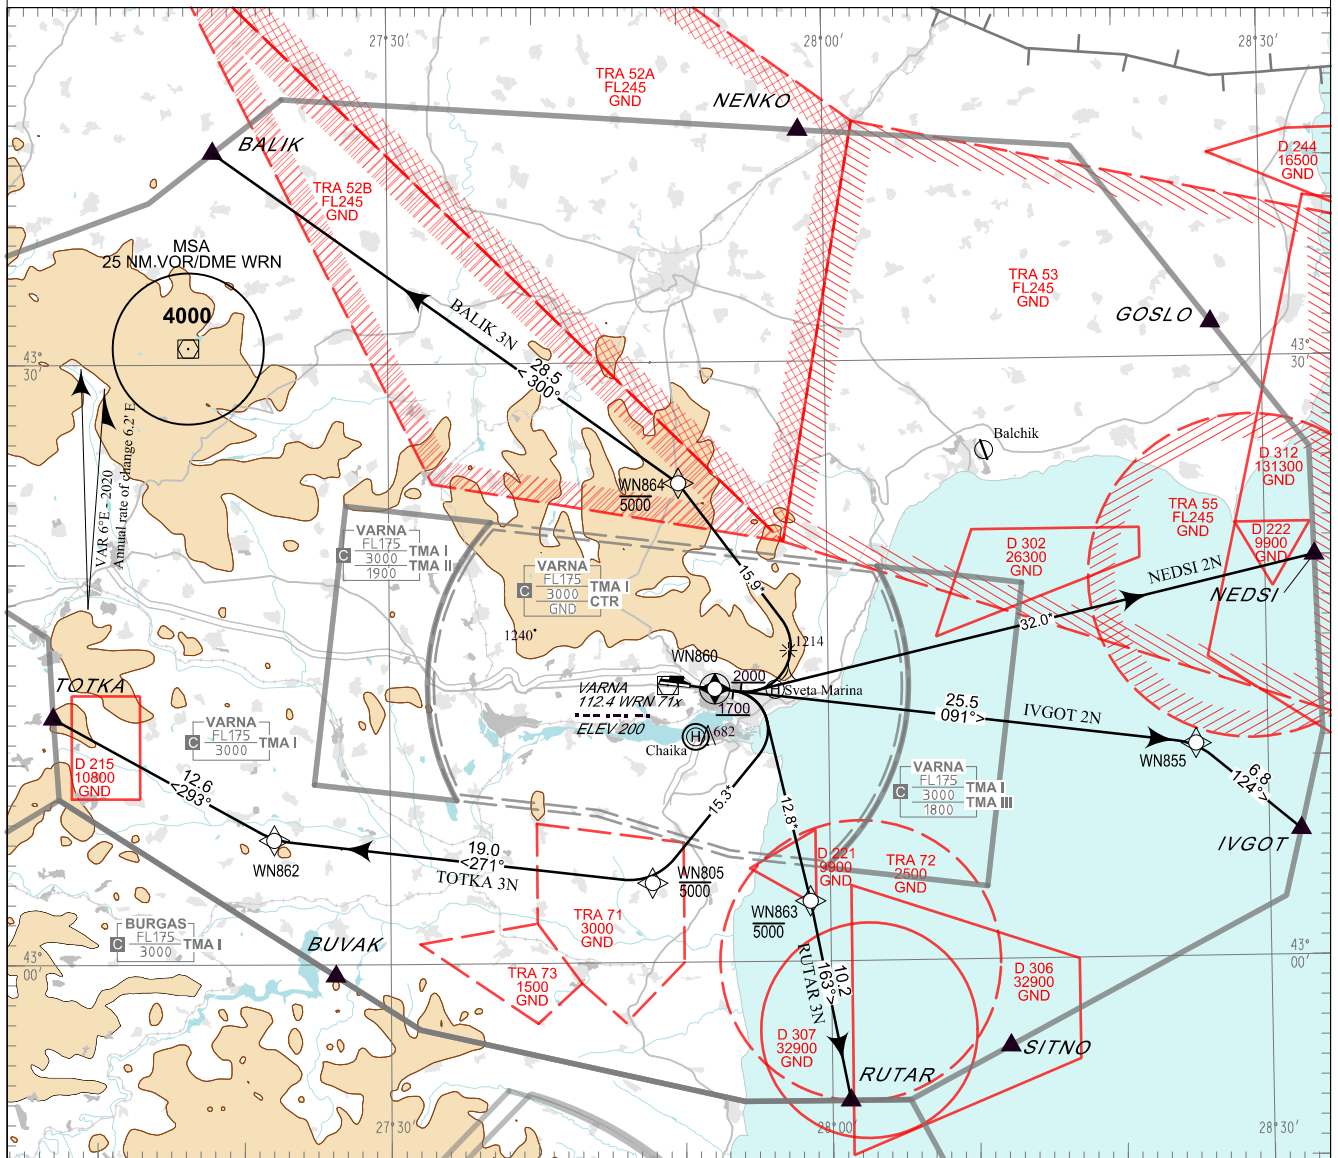 27°30'
28°00'
28°30'
TRA 52A
FL245
GND
NENKO
BALIK
D 244
16500
GND
TRA 52B
FL245
GND
MSA
25 NM.VOR/DME WRN
4000
TRA 53
FL245
GND
GOSLO
BALIK 3N
28.5
<300°
43°
30'
43°
30'
VAR 6°E - 2020
Annual rate of change 6.2' E
Balchik
D 312
131300
GND
WN864
5000
TRA 55
FL245
GND
D 222
9900
GND
D 302
26300
GND
VARNA
FL175
3000
1900
C
TMA I
TMA II
VARNA
FL175
3000
GND
C
TMA I
CTR
15.9*
NEDSI 2N
NEDSI
32.0*
1240
1214
WN860
2000
1700
Sveta Marina
VARNA
112.4 WRN 71x
ELEV 200
H
Chaika
682
25.5
091°>
IVGOT 2N
WN855
6.8
124°>
IVGOT
TOTKA
VARNA
FL175
3000
C
TMA I
D 215
10800
GND
12.6
<293°
WN862
19.0
<271°
TOTKA 3N
15.3*
12.8*
VARNA
FL175
3000
1800
C
TMA I
TMA III
WN805
5000
D 221
9900
GND
TRA 72
2500
GND
WN863
5000
TRA 71
3000
GND
BURGAS
FL175
3000
C
TMA I
BUVAK
43°
00'
43°
00'
TRA 73
1500
GND
RUTAR 3N
10.2
163°>
D 306
32900
GND
D 307
32900
GND
SITNO
RUTAR
27°30'
28°00'
28°30'